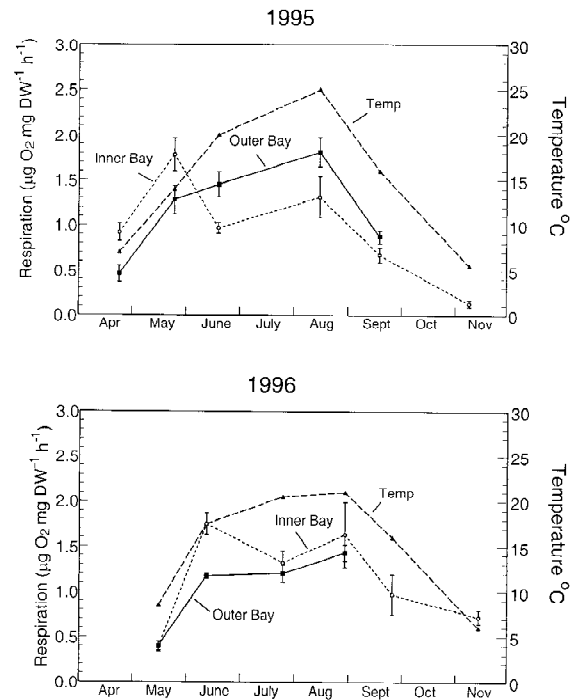 1995
Respiration (µg O2 mg DW-1 h-1)
3.0
2.5
2.0
1.5
1.0
0.5
0.0
Inner Bay
Outer Bay
Temp
30
25
20
15
10
5
0
Temperature °C
Apr May June July Aug Sept Oct Nov
1996
Respiration (µg O2 mg DW-1 h-1)
3.0
2.5
2.0
1.5
1.0
0.5
0.0
Temp
Inner Bay
Outer Bay
30
25
20
15
10
5
0
Temperature °C
Apr May June July Aug Sept Oct Nov